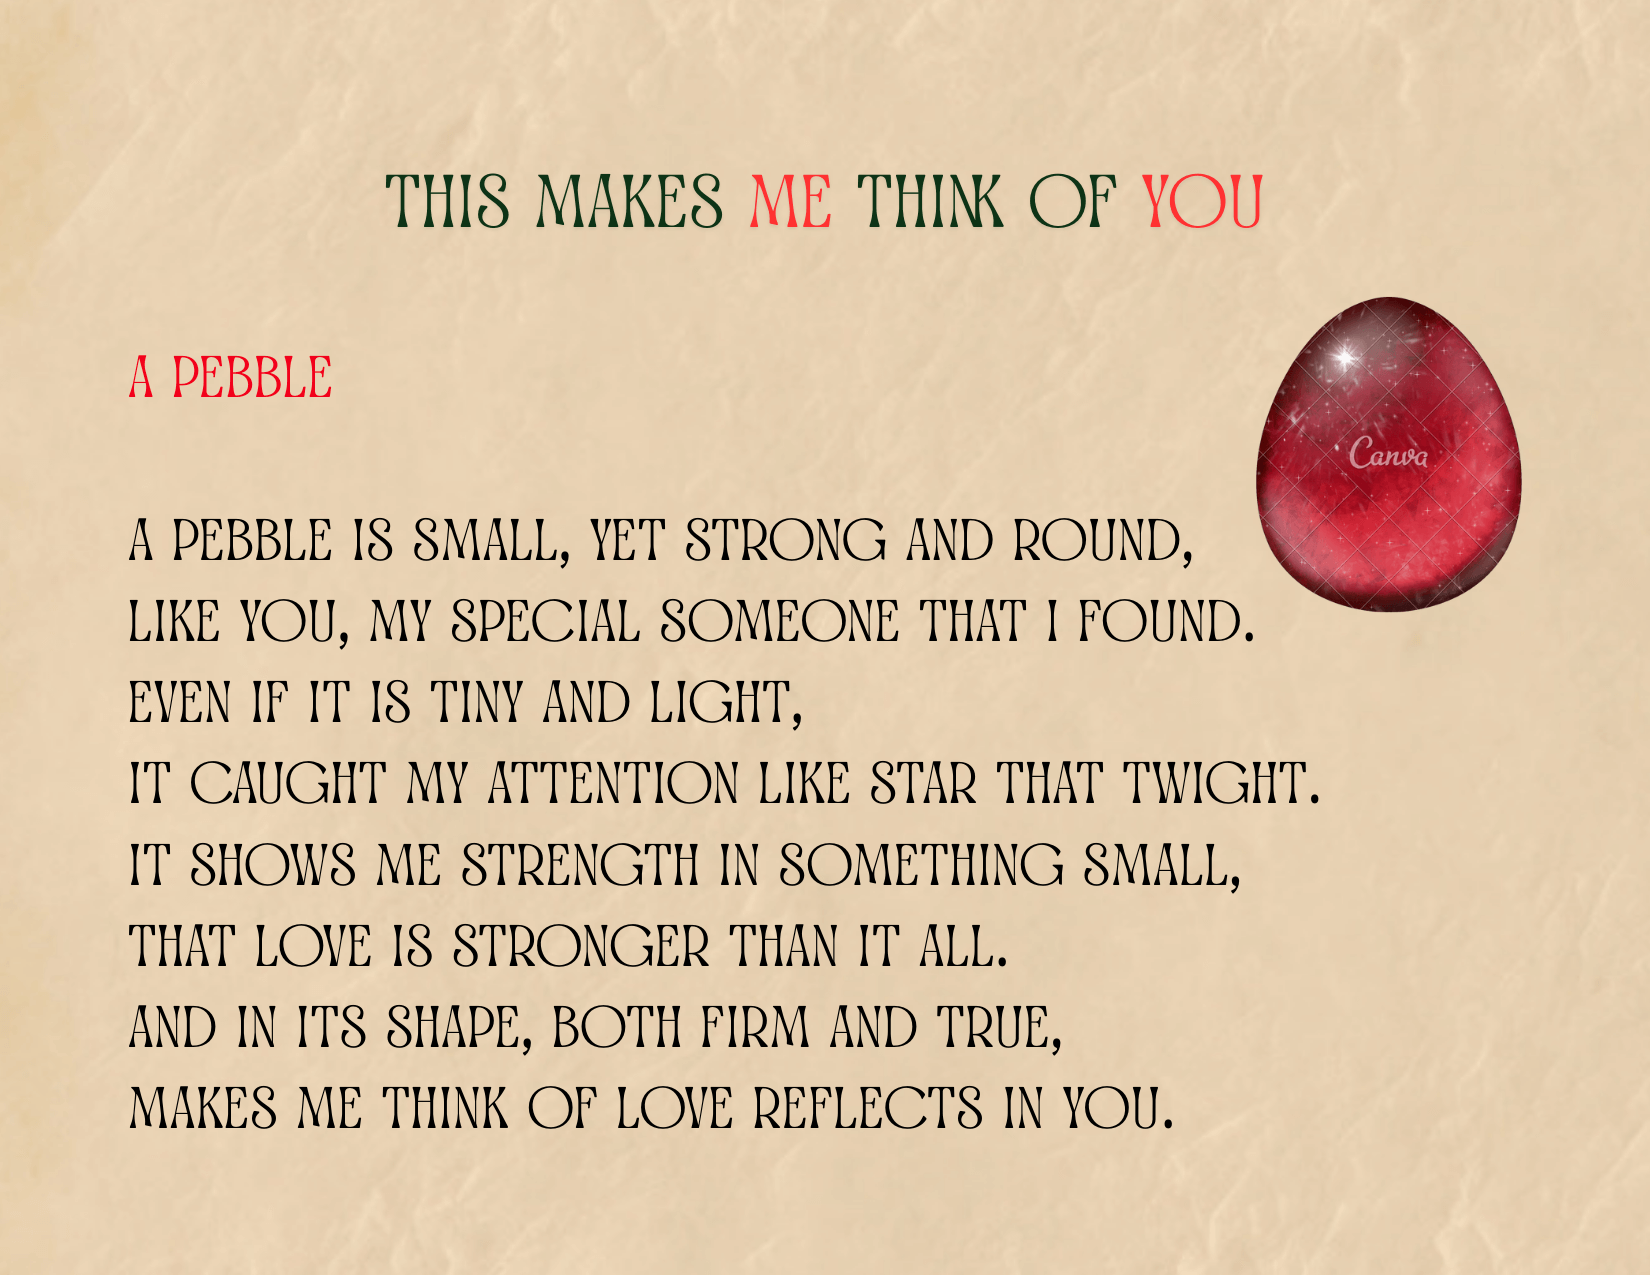 THIS MAKES ME THINK OF YOU
A PEBBLE
Canva
A PEBBLE IS SMALL, YET STRONG AND ROUND,
LIKE YOU, MY SPECIAL SOMEONE THAT I FOUND.
EVEN IF IT IS TINY AND LIGHT,
IT CAUGHT MY ATTENTION LIKE STAR THAT TWIGHT.
IT SHOWS ME STRENGTH IN SOMETHING SMALL,
THAT LOVE IS STRONGER THAN IT ALL.
AND IN ITS SHAPE, BOTH FIRM AND TRUE,
MAKES ME THINK OF LOVE REFLECTS IN YOU.